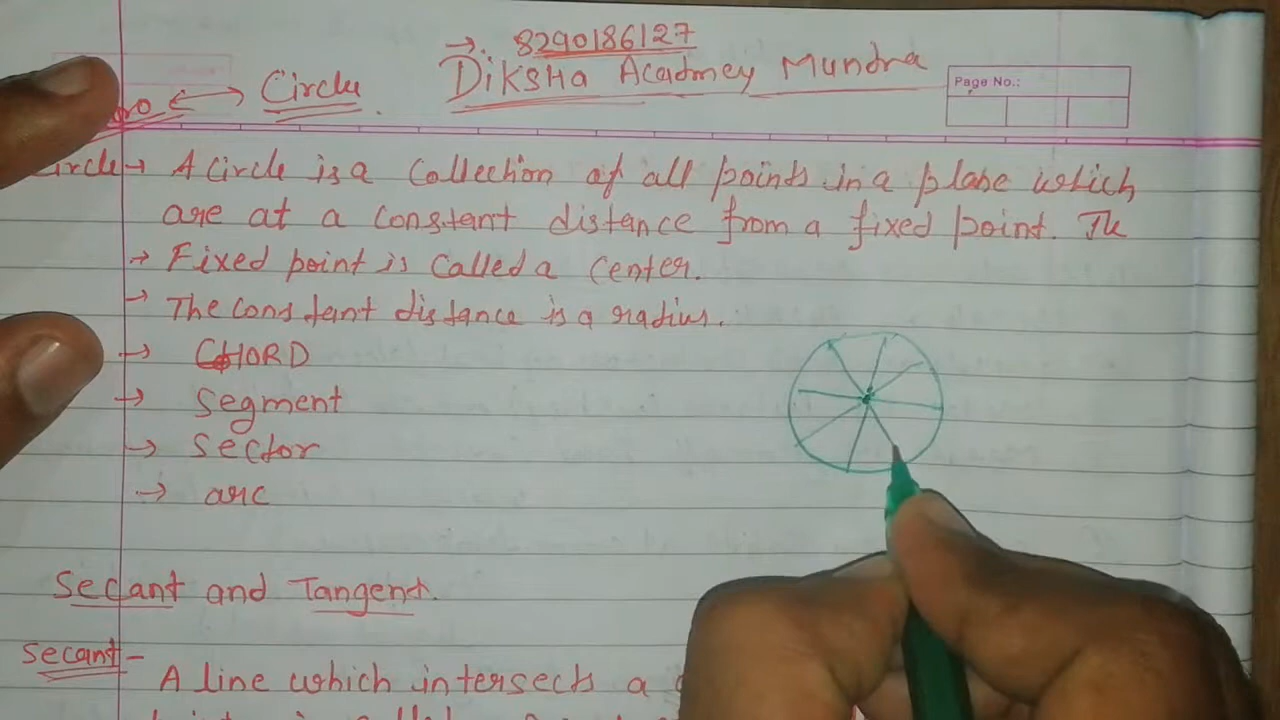 → 8290186127
Circle Diksha Acadmey Mundra
Page No.:
Circle → A Circle is a Collection of all points in a plane which
are at a constant distance from a fixed point. The
→ Fixed point is called a center.
→ The constant distance is a radius.
→ CHORD
→ Segment
→ Sector
→ arc
Secant and Tangent.
Secant - A line which intersects a